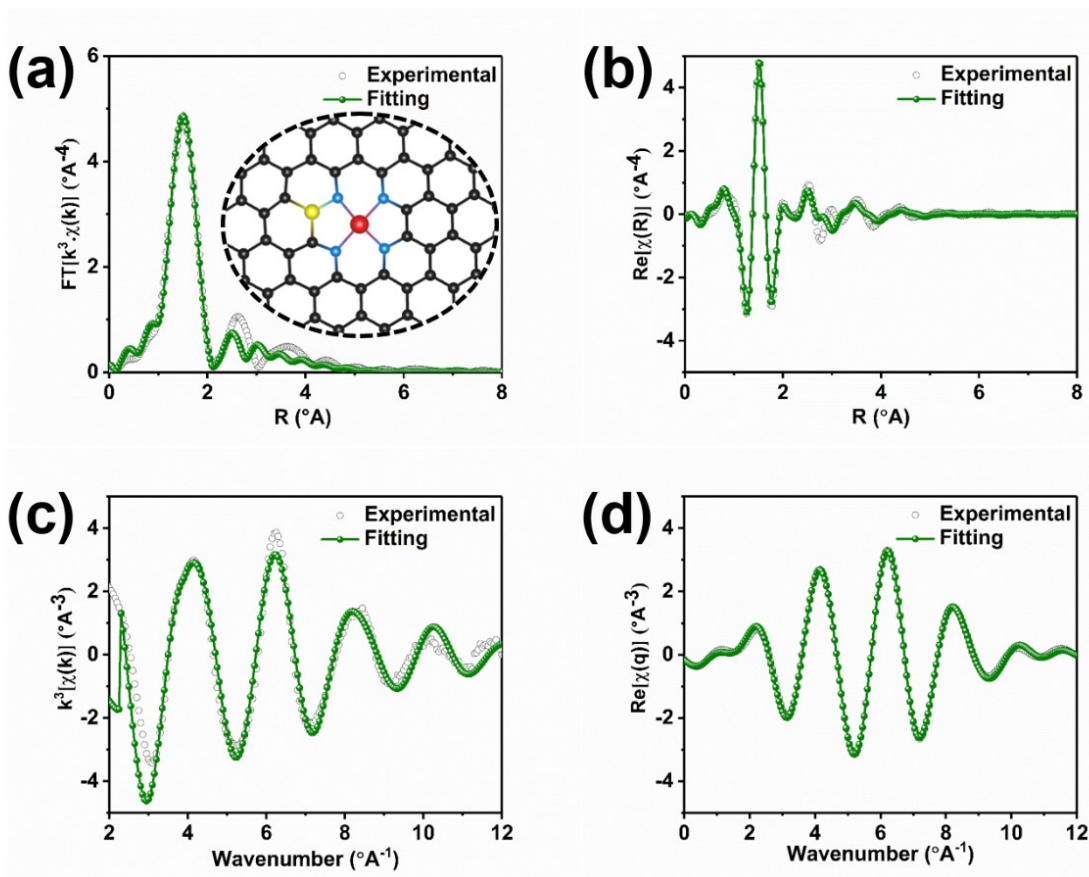 (a)
6
4
2
0
FT[k³.χ(k)] (°A⁻⁴)
Experimental
Fitting
0 2 4 6 8
R (°A)
(b)
4
2
0
-2
-4
Re[χ(R)] (°A⁻⁴)
Experimental
Fitting
0 2 4 6 8
R (°A)
(c)
4
2
0
-2
-4
k³[χ(k)] (°A⁻³)
Experimental
Fitting
2 4 6 8 10 12
Wavenumber (°A⁻¹)
(d)
4
2
0
-2
-4
Re[χ(q)] (°A⁻³)
Experimental
Fitting
0 2 4 6 8 10 12
Wavenumber (°A⁻¹)